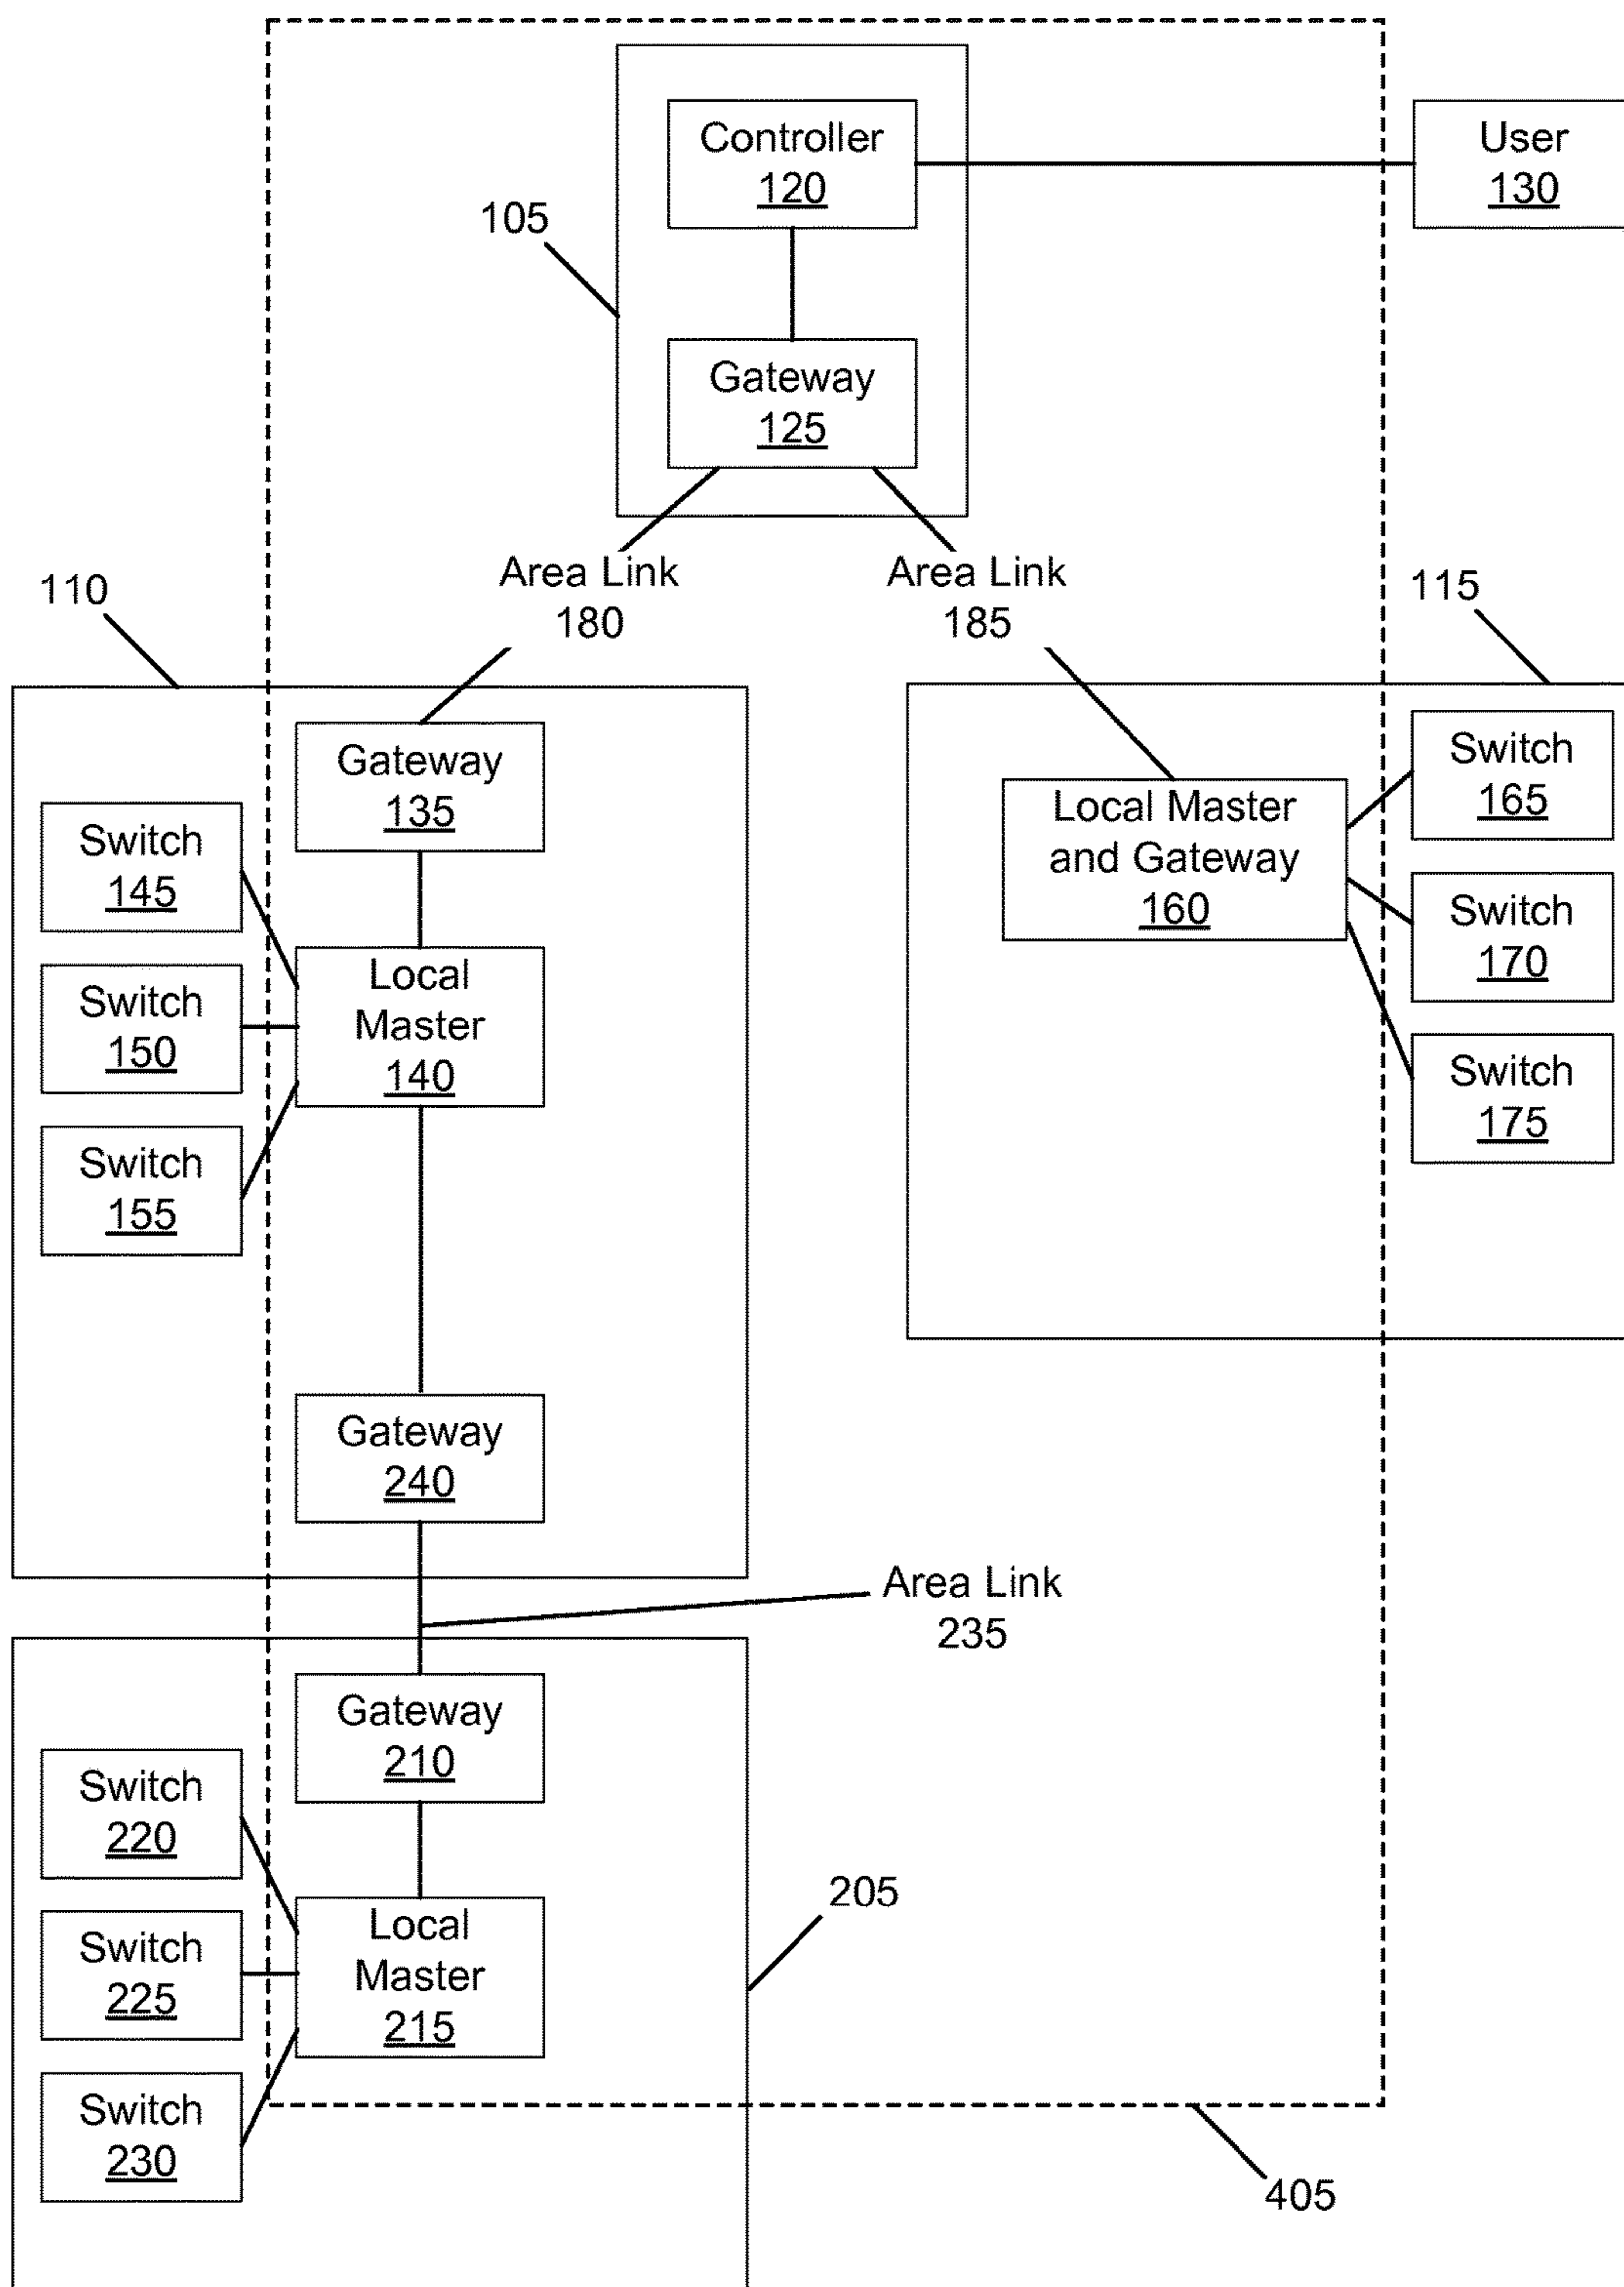 Controller
120
User
130
105
Gateway
125
Area Link
180
Area Link
185
110
115
Gateway
135
Switch
145
Switch
150
Switch
155
Local
Master
140
Gateway
240
Local Master
and Gateway
160
Switch
165
Switch
170
Switch
175
Area Link
235
Gateway
210
Switch
220
Switch
225
Switch
230
Local
Master
215
205
405